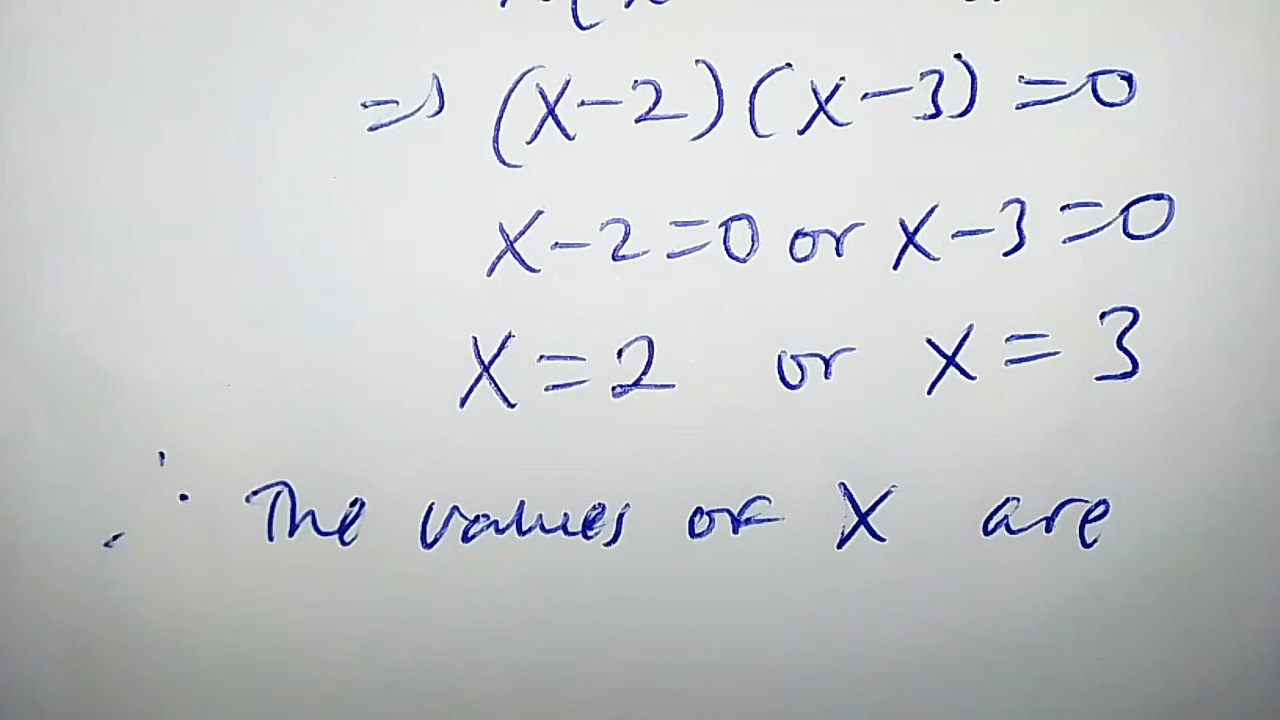 => (x-2)(x-3)=0
x-2=0 or x-3=0
x=2 or x=3
∴ The values of x are